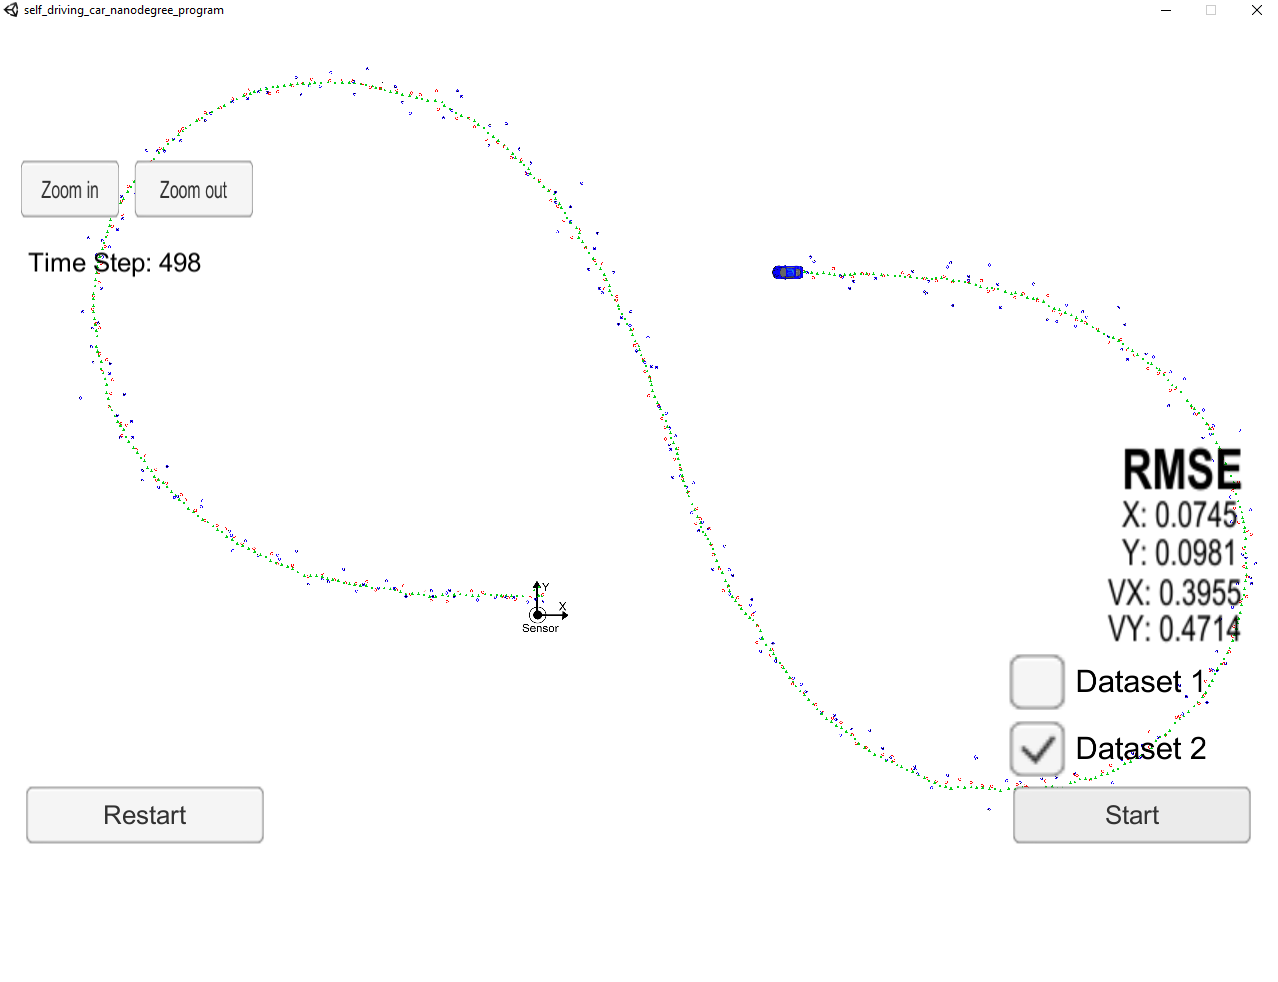 self_driving_car_nanodegree_program
Zoom in
Zoom out
Time Step: 498
RMSE
X: 0.0745
Y: 0.0981
VX: 0.3955
VY: 0.4714
Y
X
Sensor
Dataset 1
Dataset 2
Restart
Start